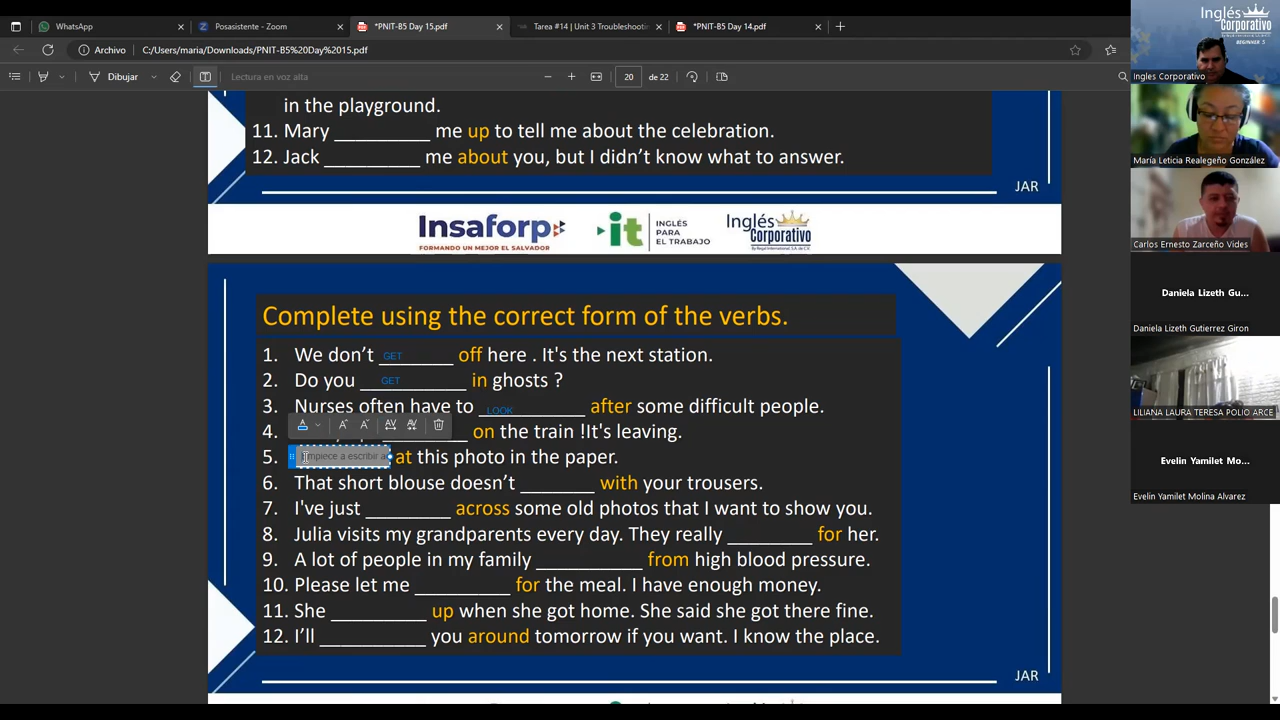 WhatsApp
Posasistente - Zoom
*PNIT-B5 Day 15.pdf
Tarea #14 | Unit 3 Troubleshootin
*PNIT-B5 Day 14.pdf
Archivo
C:/Users/maria/Downloads/PNIT-B5%20Day%2015.pdf
Dibujar
Lectura en voz alta
20
de 22
in the playground.
11. Mary _________ me up to tell me about the celebration.
12. Jack _________ me about you, but I didn't know what to answer.
JAR
Insaforp
FORMANDO UN MEJOR EL SALVADOR
it
INGLÉS
PARA
EL TRABAJO
Inglés
Corporativo
Complete using the correct form of the verbs.
1. We don't GET off here . It's the next station.
2. Do you GET in ghosts ?
3. Nurses often have to LOOK after some difficult people.
4. ________ on the train !It's leaving.
5. Empiece a escribir a at this photo in the paper.
6. That short blouse doesn't _______ with your trousers.
7. I've just ________ across some old photos that I want to show you.
8. Julia visits my grandparents every day. They really ________ for her.
9. A lot of people in my family __________ from high blood pressure.
10. Please let me _________ for the meal. I have enough money.
11. She _________ up when she got home. She said she got there fine.
12. I'll __________ you around tomorrow if you want. I know the place.
JAR
Inglés
Corporativo
BEGINNER 5
Ingles Corporativo
María Leticia Realegeño González
Carlos Ernesto Zarceño Vides
Daniela Lizeth Gu...
Daniela Lizeth Gutierrez Giron
LILIANA LAURA TERESA POLIO ARCE
Evelin Yamilet Mo...
Evelin Yamilet Molina Alvarez